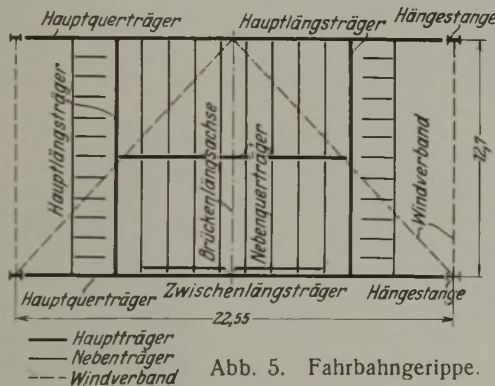 Hauptquerträger
Hauptlängsträger
Hängestange
Hauptlängsträger
Brückenlängsachse
Nebenquerträger
Windverband
12,7
Hauptquerträger
Zwischenlängsträger
Hängestange
22,55
Hauptträger
Nebenträger
Windverband
Abb. 5. Fahrbahngerippe.